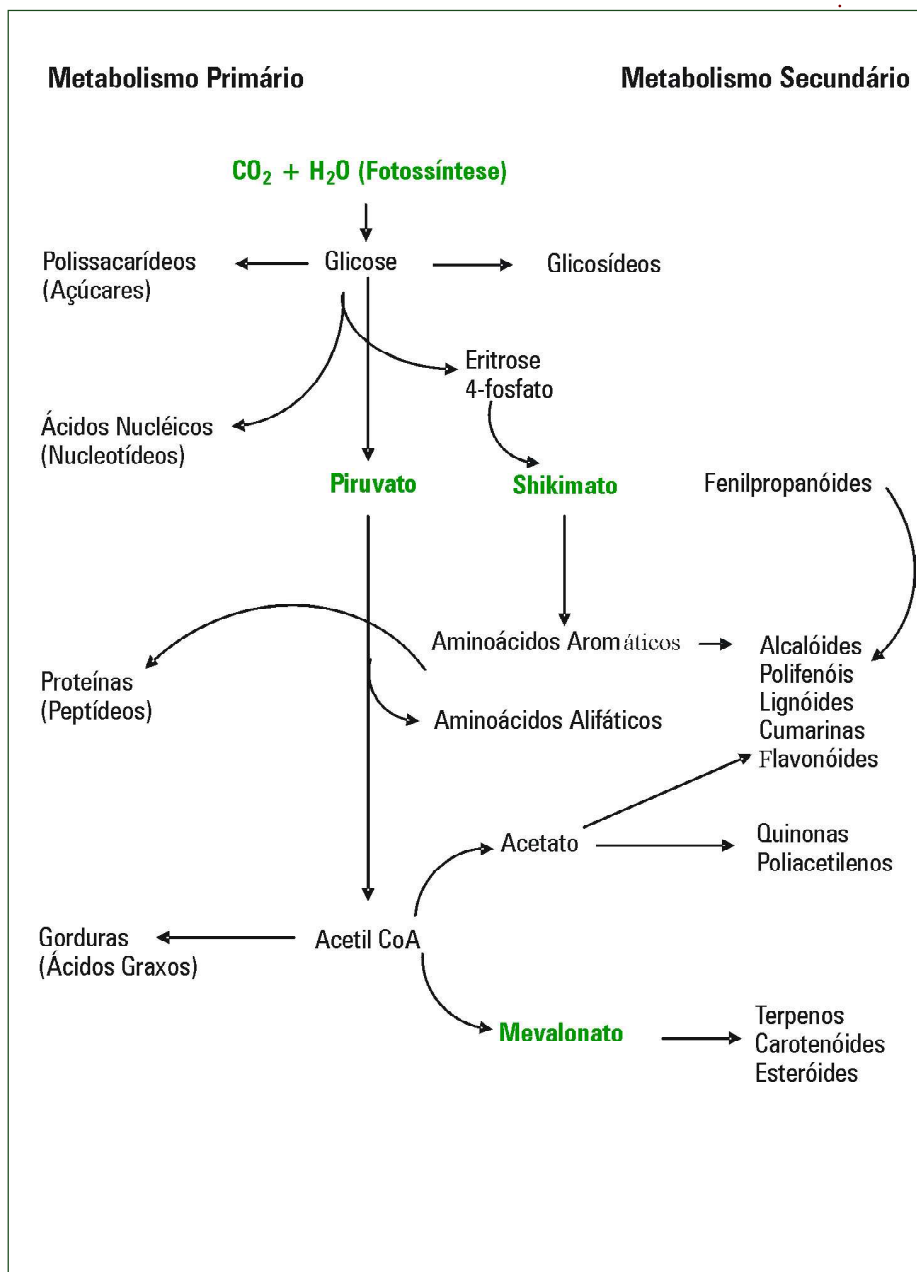 Metabolismo Primário
Metabolismo Secundário
CO₂ + H₂O (Fotossíntese)
Polissacarídeos
(Açúcares)
Glicose
Glicosídeos
Eritrose
4-fosfato
Ácidos Nucléicos
(Nucleotídeos)
Piruvato
Shikimato
Fenilpropanóides
Aminoácidos Aromáticos
Alcalóides
Polifenóis
Lignóides
Cumarinas
Flavonóides
Proteínas
(Peptídeos)
Aminoácidos Alifáticos
Acetato
Quinonas
Poliacetilenos
Gorduras
(Ácidos Graxos)
Acetil CoA
Mevalonato
Terpenos
Carotenóides
Esteróides